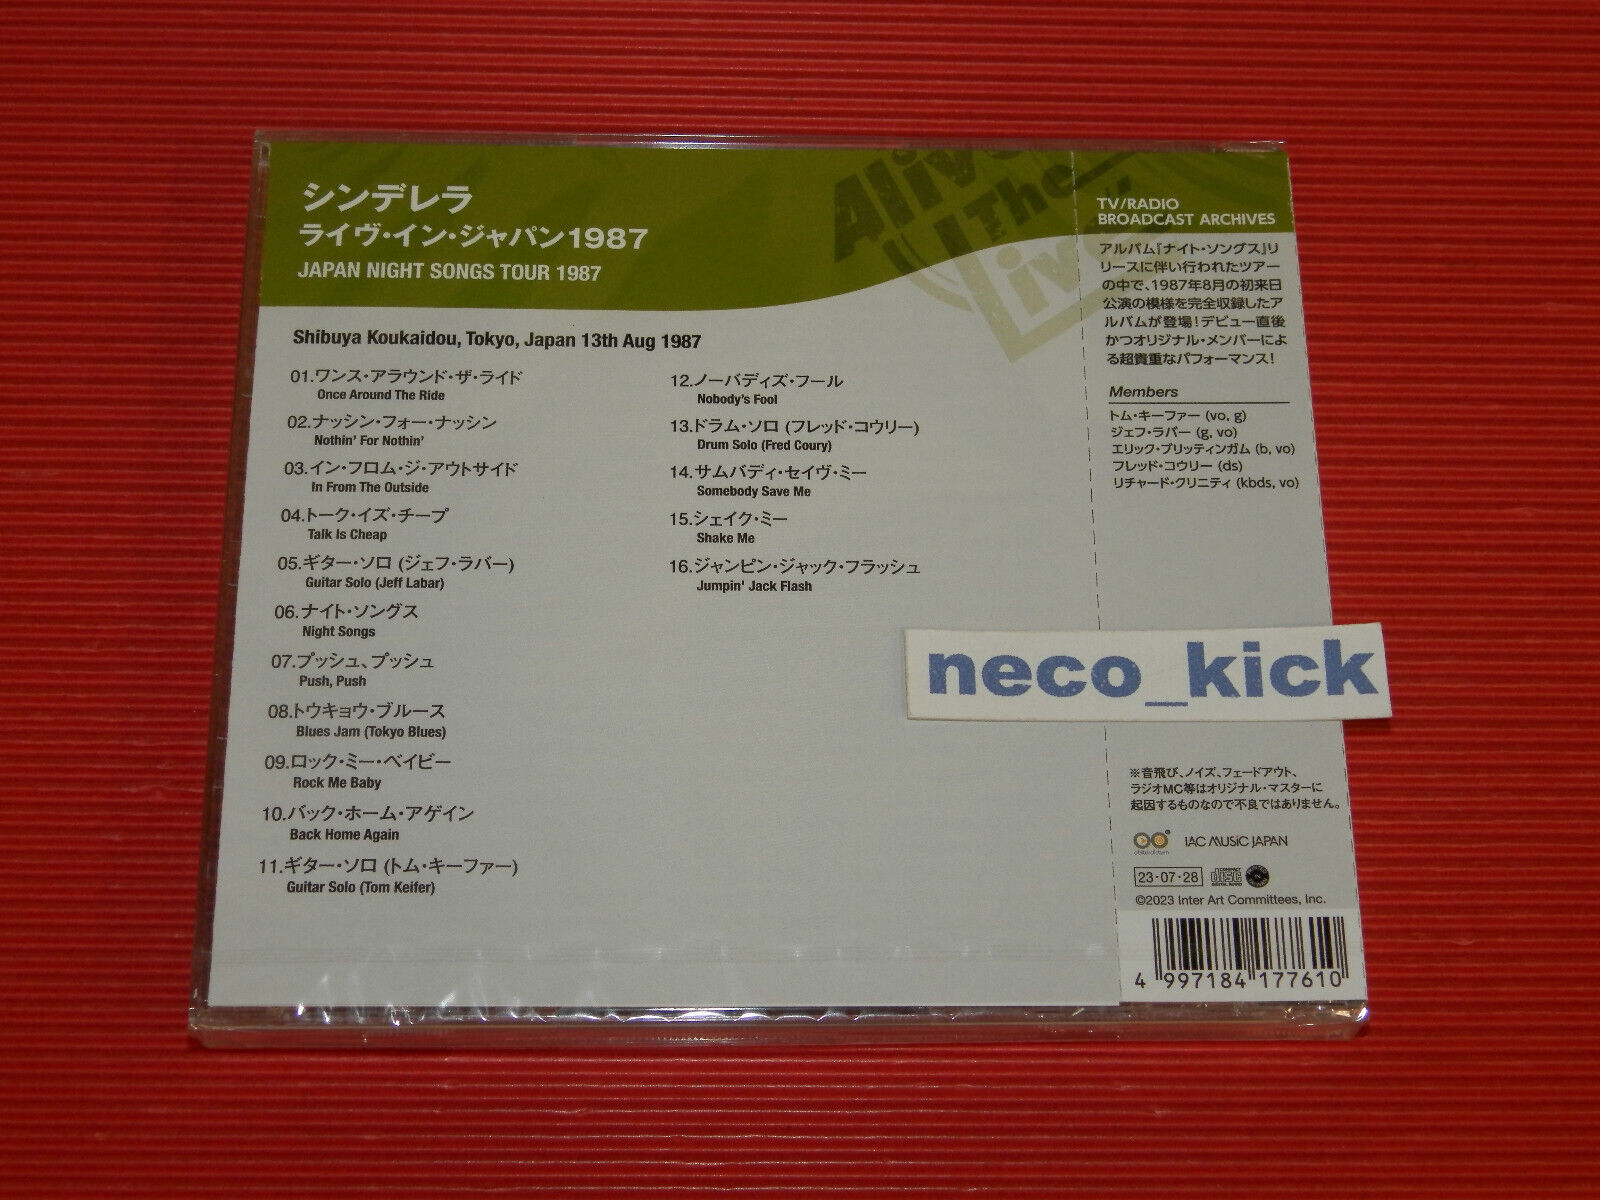 シンデレラ
ライヴ・イン・ジャパン1987
JAPAN NIGHT SONGS TOUR 1987
Alive
The
Live
Shibuya Koukaidou, Tokyo, Japan 13th Aug 1987
01.ワンス・アラウンド・ザ・ライド
Once Around The Ride
02.ナッシン・フォー・ナッシン
Nothin' For Nothin'
03.イン・フロム・ジ・アウトサイド
In From The Outside
04.トーク・イズ・チープ
Talk Is Cheap
05.ギター・ソロ (ジェフ・ラバー)
Guitar Solo (Jeff Labar)
06.ナイト・ソングス
Night Songs
07.プッシュ、プッシュ
Push, Push
08.トウキョウ・ブルース
Blues Jam (Tokyo Blues)
09.ロック・ミー・ベイビー
Rock Me Baby
10.バック・ホーム・アゲイン
Back Home Again
11.ギター・ソロ (トム・キーファー)
Guitar Solo (Tom Keifer)
12.ノーバディズ・フール
Nobody's Fool
13.ドラム・ソロ (フレッド・コウリー)
Drum Solo (Fred Coury)
14.サムバディ・セイヴ・ミー
Somebody Save Me
15.シェイク・ミー
Shake Me
16.ジャンピン・ジャック・フラッシュ
Jumpin' Jack Flash
TV/RADIO
BROADCAST ARCHIVES
アルバム『ナイト・ソングス』リ
リースに伴い行われたツアー
の中で、1987年8月の初来日
公演の模様を完全収録したア
ルバムが登場！デビュー直後
かつオリジナル・メンバーによ
る超貴重なパフォーマンス！
Members
トム・キーファー (vo, g)
ジェフ・ラバー (g, vo)
エリック・ブリッティンガム (b, vo)
フレッド・コウリー (ds)
リチャード・クリニティ (kbds, vo)
neco_kick
※音飛び、ノイズ、フェードアウト、
ラジオMC等はオリジナル・マスターに
起因するものなので不良ではありません。
IAC MUSIC JAPAN
23・07・28
COMPACT
disc
DIGITAL AUDIO
©2023 Inter Art Committees, Inc.
4 997184 177610